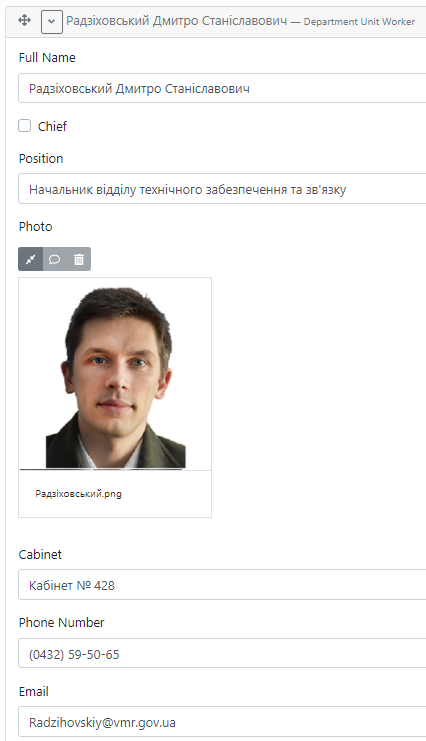 Радзіховський Дмитро Станіславович — Department Unit Worker
Full Name
Радзіховський Дмитро Станіславович
Chief
Position
Начальник відділу технічного забезпечення та зв'язку
Photo
Радзіховський.png
Cabinet
Кабінет № 428
Phone Number
(0432) 59-50-65
Email
Radzihovskiy@vmr.gov.ua